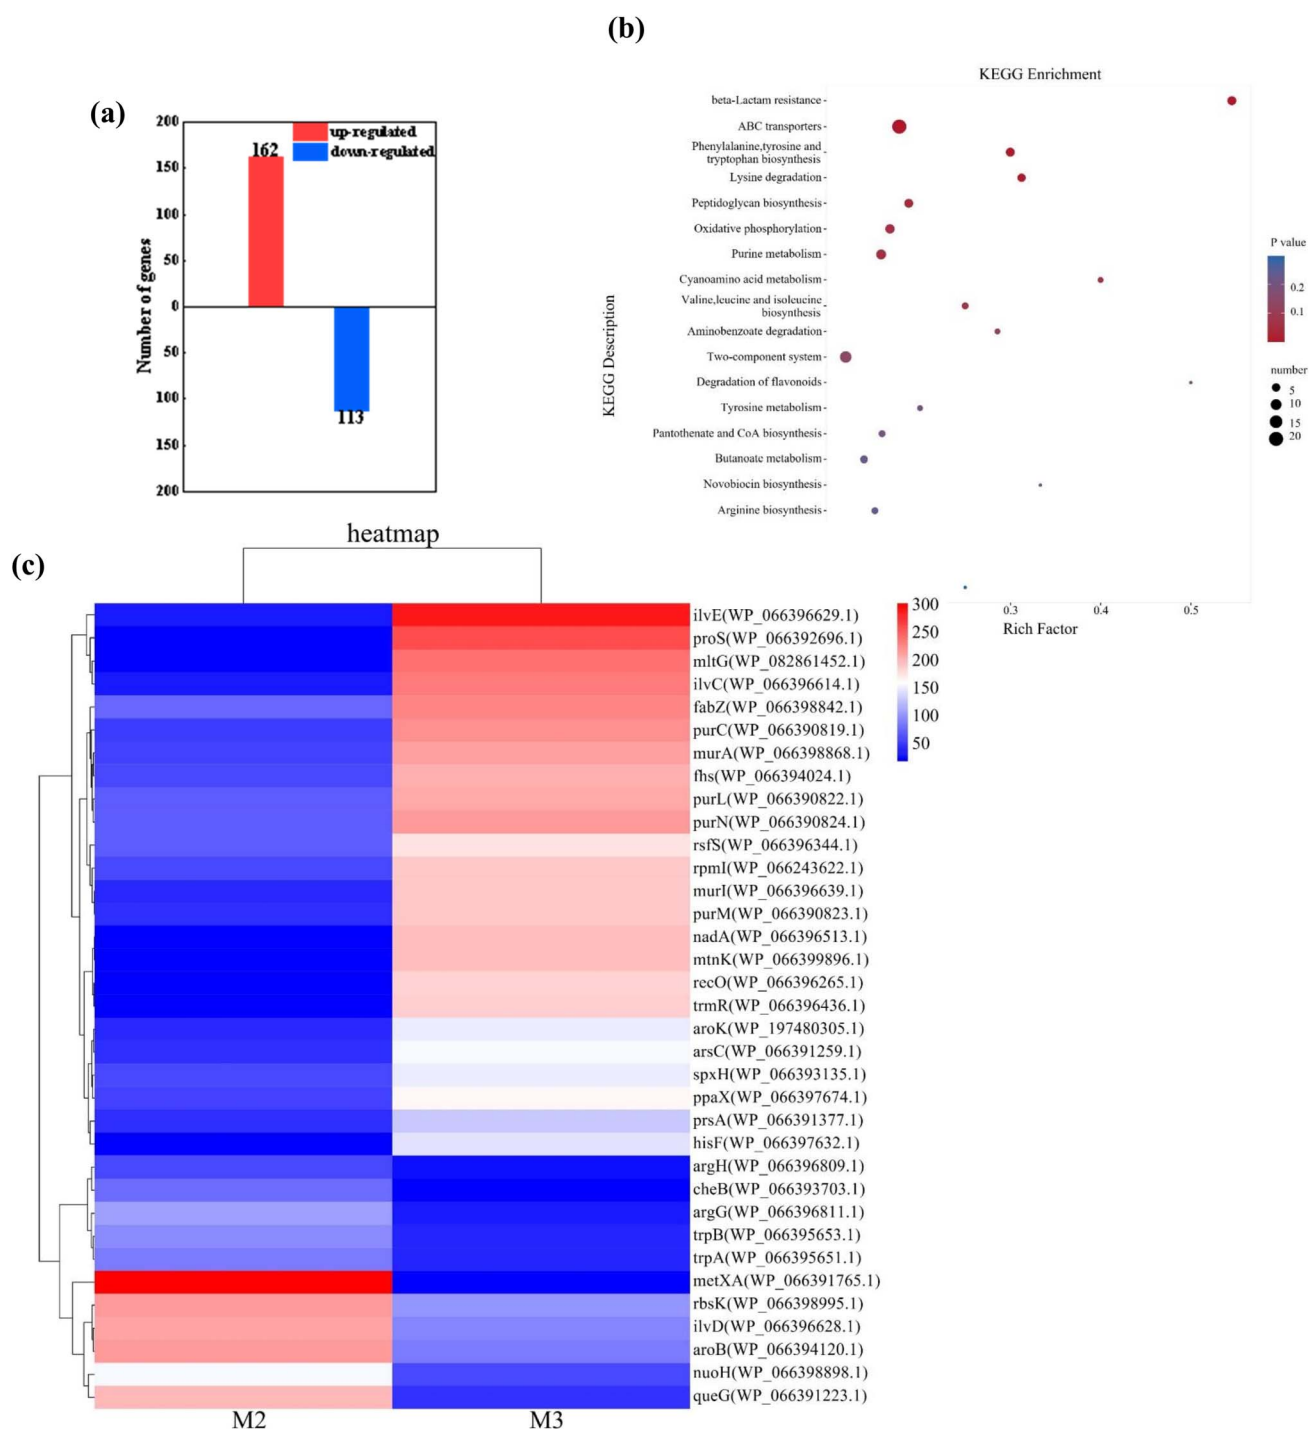 (b)
KEGG Enrichment
beta-Lactam resistance
ABC transporters
Phenylalanine,tyrosine and
tryptophan biosynthesis
Lysine degradation
Peptidoglycan biosynthesis
Oxidative phosphorylation
Purine metabolism
Cyanoamino acid metabolism
Valine,leucine and isoleucine
biosynthesis
Aminobenzoate degradation
Two-component system
Degradation of flavonoids
Tyrosine metabolism
Pantothenate and CoA biosynthesis
Butanoate metabolism
Novobiocin biosynthesis
Arginine biosynthesis
KEGG Description
0.3
0.4
0.5
Rich Factor
P value
0.2
0.1
number
5
10
15
20
(a)
200
150
100
50
0
50
100
150
200
Number of genes
up-regulated
down-regulated
162
113
(c)
heatmap
ilvE(WP_066396629.1)
proS(WP_066392696.1)
mltG(WP_082861452.1)
ilvC(WP_066396614.1)
fabZ(WP_066398842.1)
purC(WP_066390819.1)
murA(WP_066398868.1)
fhs(WP_066394024.1)
purL(WP_066390822.1)
purN(WP_066390824.1)
rsfS(WP_066396344.1)
rpmI(WP_066243622.1)
murI(WP_066396639.1)
purM(WP_066390823.1)
nadA(WP_066396513.1)
mtnK(WP_066399896.1)
recO(WP_066396265.1)
trmR(WP_066396436.1)
aroK(WP_197480305.1)
arsC(WP_066391259.1)
spxH(WP_066393135.1)
ppaX(WP_066397674.1)
prsA(WP_066391377.1)
hisF(WP_066397632.1)
argH(WP_066396809.1)
cheB(WP_066393703.1)
argG(WP_066396811.1)
trpB(WP_066395653.1)
trpA(WP_066395651.1)
metXA(WP_066391765.1)
rbsK(WP_066398995.1)
ilvD(WP_066396628.1)
aroB(WP_066394120.1)
nuoH(WP_066398898.1)
queG(WP_066391223.1)
300
250
200
150
100
50
M2
M3